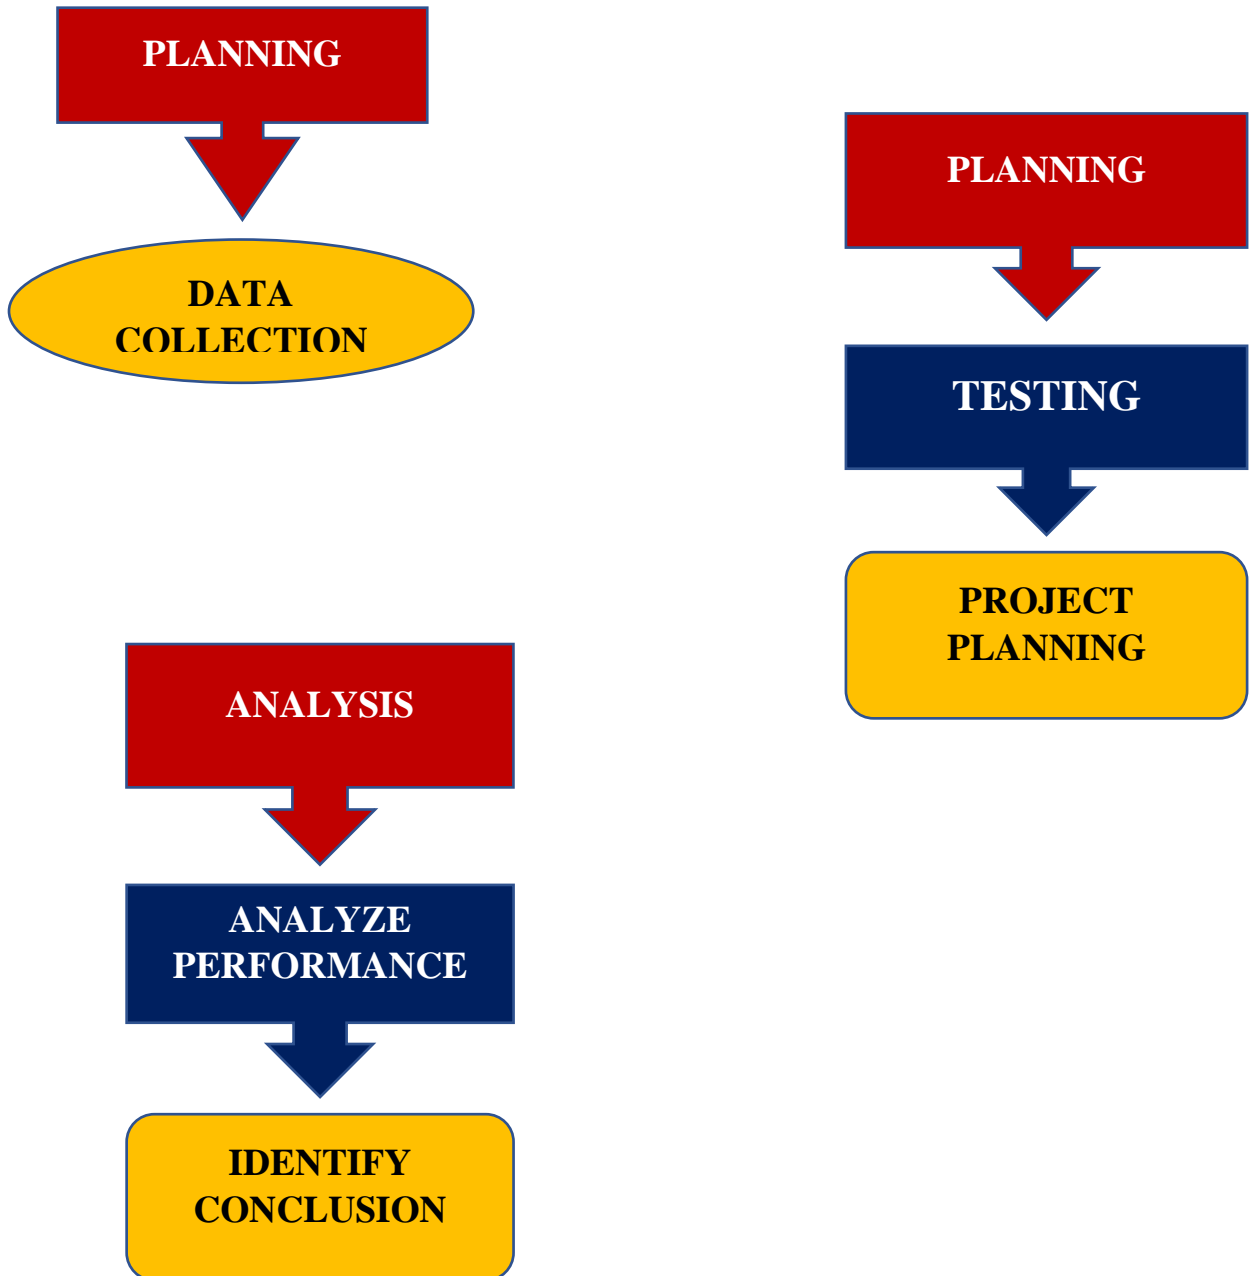 PLANNING
DATA
COLLECTION
PLANNING
TESTING
PROJECT
PLANNING
ANALYSIS
ANALYZE
PERFORMANCE
IDENTIFY
CONCLUSION